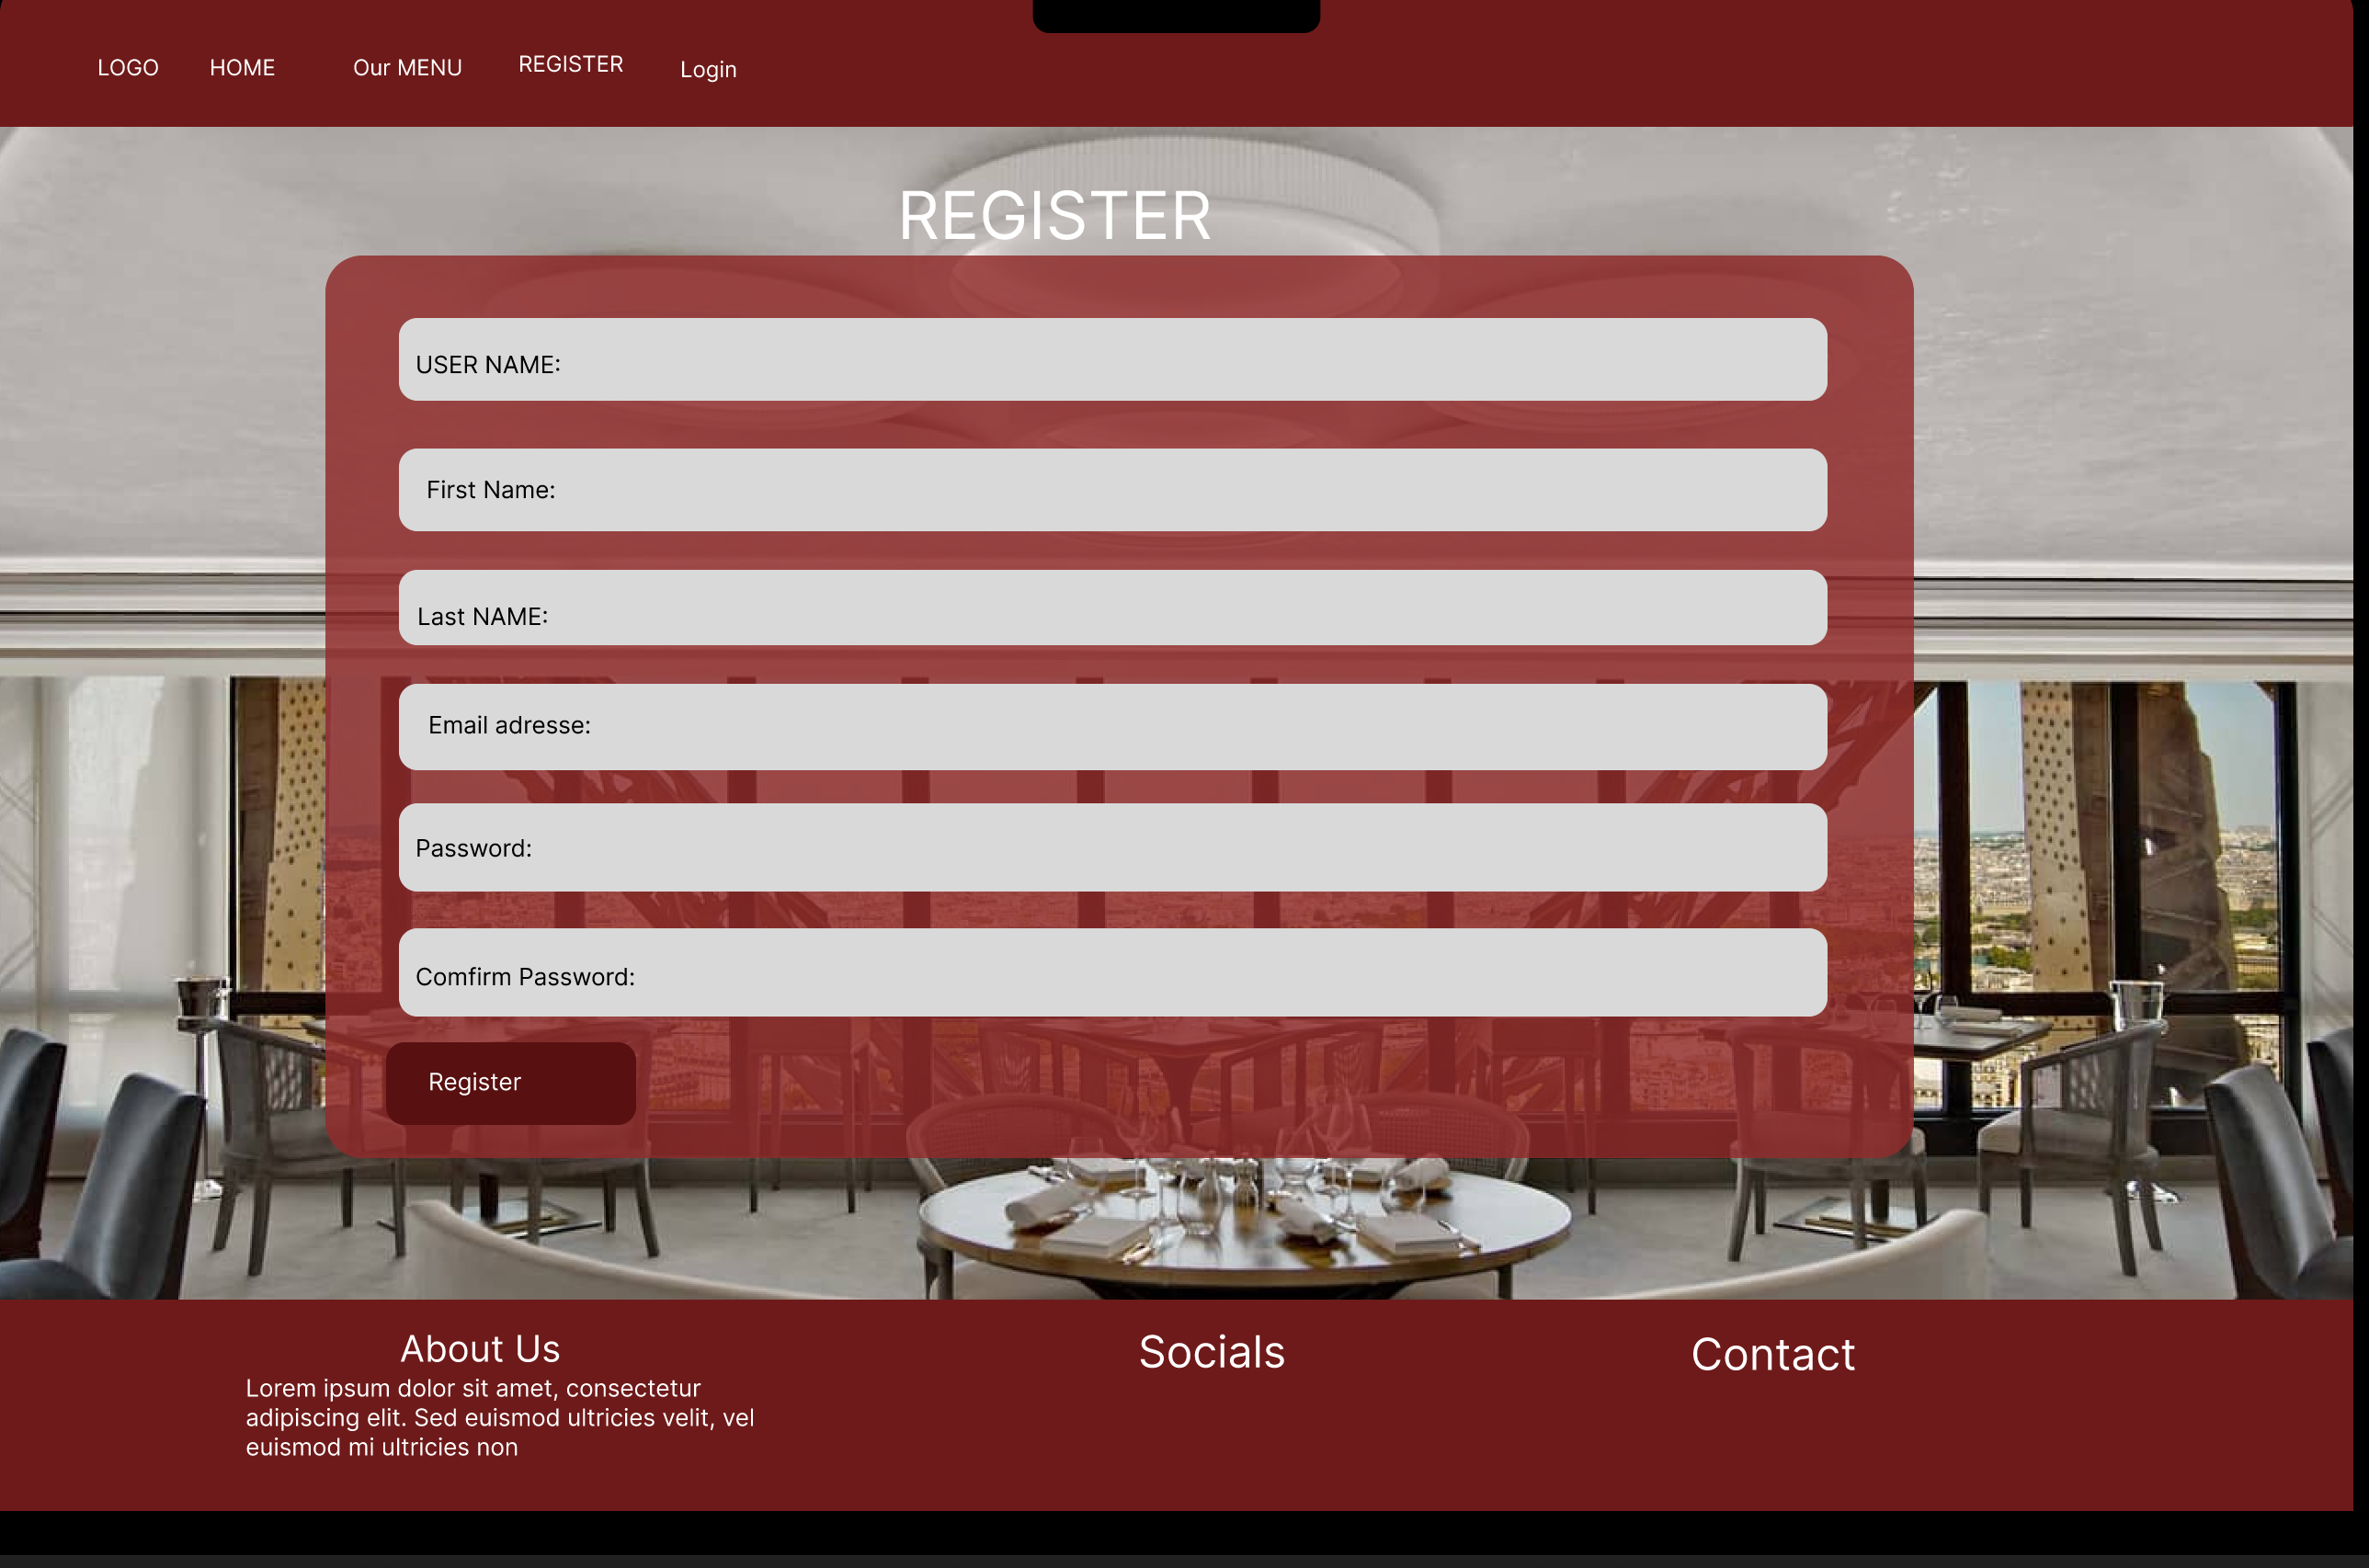 LOGO HOME Our MENU REGISTER Login
REGISTER
USER NAME:
First Name:
Last NAME:
Email adresse:
Password:
Comfirm Password:
Register
About Us
Lorem ipsum dolor sit amet, consectetur
adipiscing elit. Sed euismod ultricies velit, vel
euismod mi ultricies non
Socials
Contact